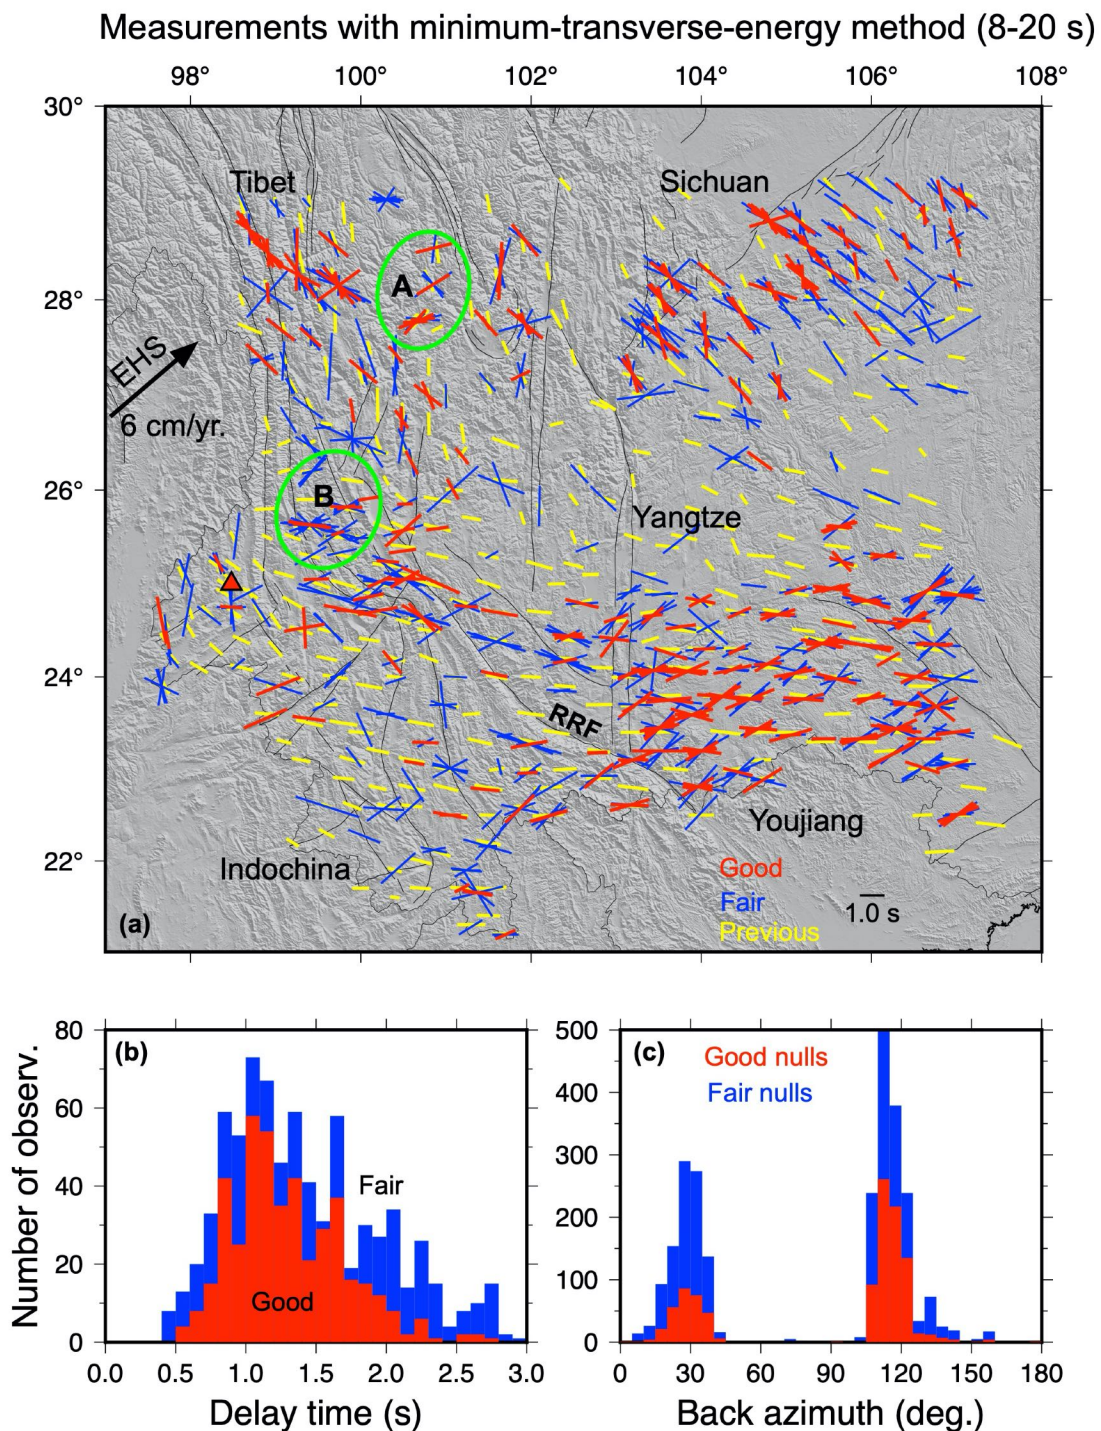 Measurements with minimum-transverse-energy method (8-20 s)
98° 100° 102° 104° 106° 108°
30°
Tibet Sichuan
A
28°
EHS
6 cm/yr.
26°
B
Yangtze
24°
RRF
Youjiang
22°
Indochina
Good
Fair
1.0 s
Previous
(a)
Number of observ.
80
60
40
20
0
(b)
Fair
Good
0.0 0.5 1.0 1.5 2.0 2.5 3.0
Delay time (s)
500
400
300
200
100
0
(c)
Good nulls
Fair nulls
0 30 60 90 120 150 180
Back azimuth (deg.)